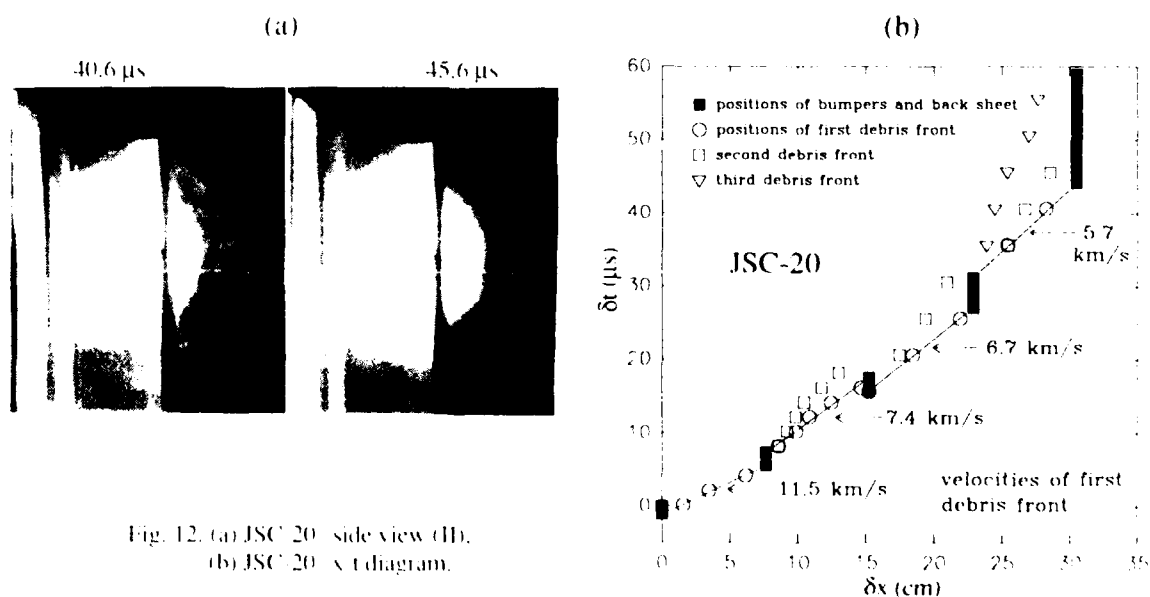 (a)
40.6 µs
45.6 µs
Fig. 12. (a) JSC-20 side view (II).
(b) JSC-20 x t diagram.
(b)
60
50
40
30
20
10
0
δt (µs)
■ positions of bumpers and back sheet
○ positions of first debris front
□ second debris front
▽ third debris front
JSC-20
5.7
km/s
6.7 km/s
7.4 km/s
11.5 km/s
velocities of first
debris front
0 5 10 15 20 25 30 35
δx (cm)